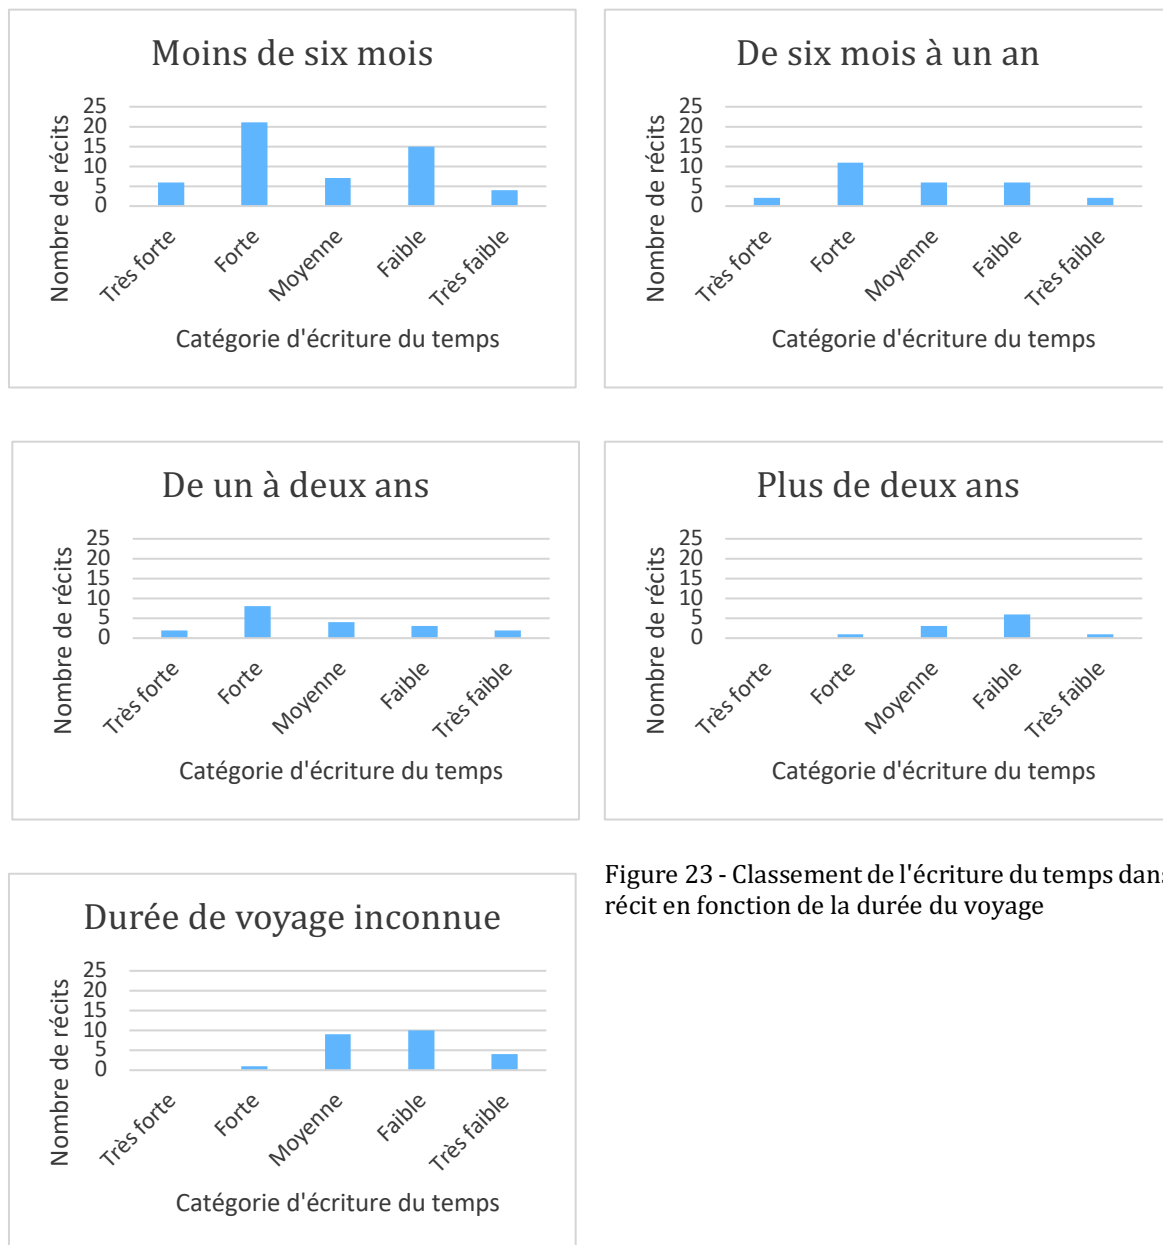 Moins de six mois
Nombre de récits
25
20
15
10
5
0
Très forte
Forte
Moyenne
Faible
Très faible
Catégorie d'écriture du temps
De six mois à un an
Nombre de récits
25
20
15
10
5
0
Très forte
Forte
Moyenne
Faible
Très faible
Catégorie d'écriture du temps
De un à deux ans
Nombre de récits
25
20
15
10
5
0
Très forte
Forte
Moyenne
Faible
Très faible
Catégorie d'écriture du temps
Plus de deux ans
Nombre de récits
25
20
15
10
5
0
Très forte
Forte
Moyenne
Faible
Très faible
Catégorie d'écriture du temps
Durée de voyage inconnue
Nombre de récits
25
20
15
10
5
0
Très forte
Forte
Moyenne
Faible
Très faible
Catégorie d'écriture du temps
Figure 23 - Classement de l'écriture du temps dans
récit en fonction de la durée du voyage